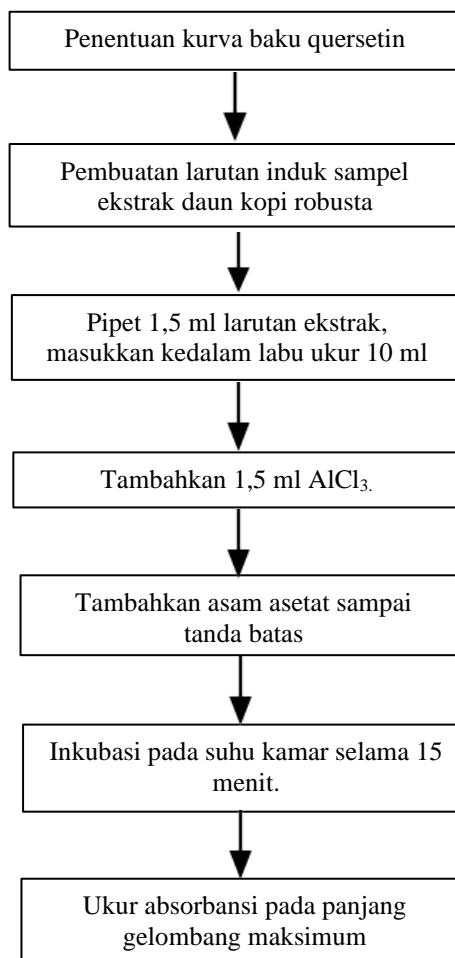 Penentuan kurva baku quersetin
Pembuatan larutan induk sampel
ekstrak daun kopi robusta
Pipet 1,5 ml larutan ekstrak,
masukkan kedalam labu ukur 10 ml
Tambahkan 1,5 ml AlCl₃.
Tambahkan asam asetat sampai
tanda batas
Inkubasi pada suhu kamar selama 15
menit.
Ukur absorbansi pada panjang
gelombang maksimum